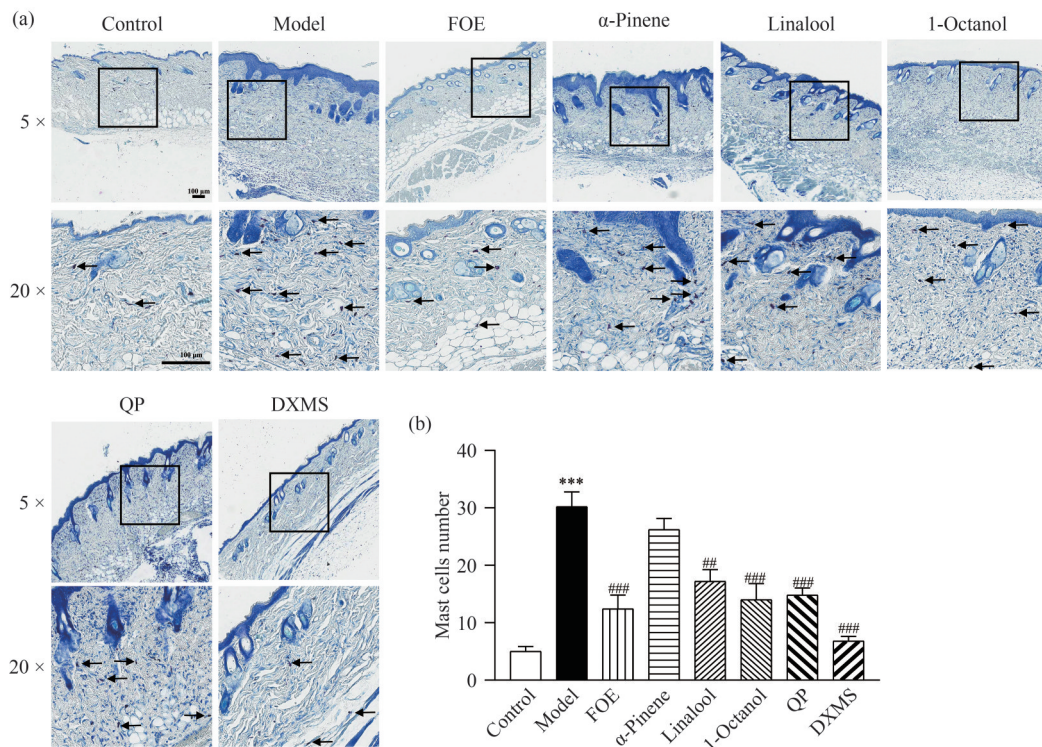 (a)
Control Model FOE α-Pinene Linalool 1-Octanol
5 ×
100 μm
20 ×
100 μm
QP DXMS
5 ×
20 ×
(b)
Mast cells number
40
30
20
10
0
***
###
##
###
###
###
Control
Model
FOE
α-Pinene
Linalool
1-Octanol
QP
DXMS